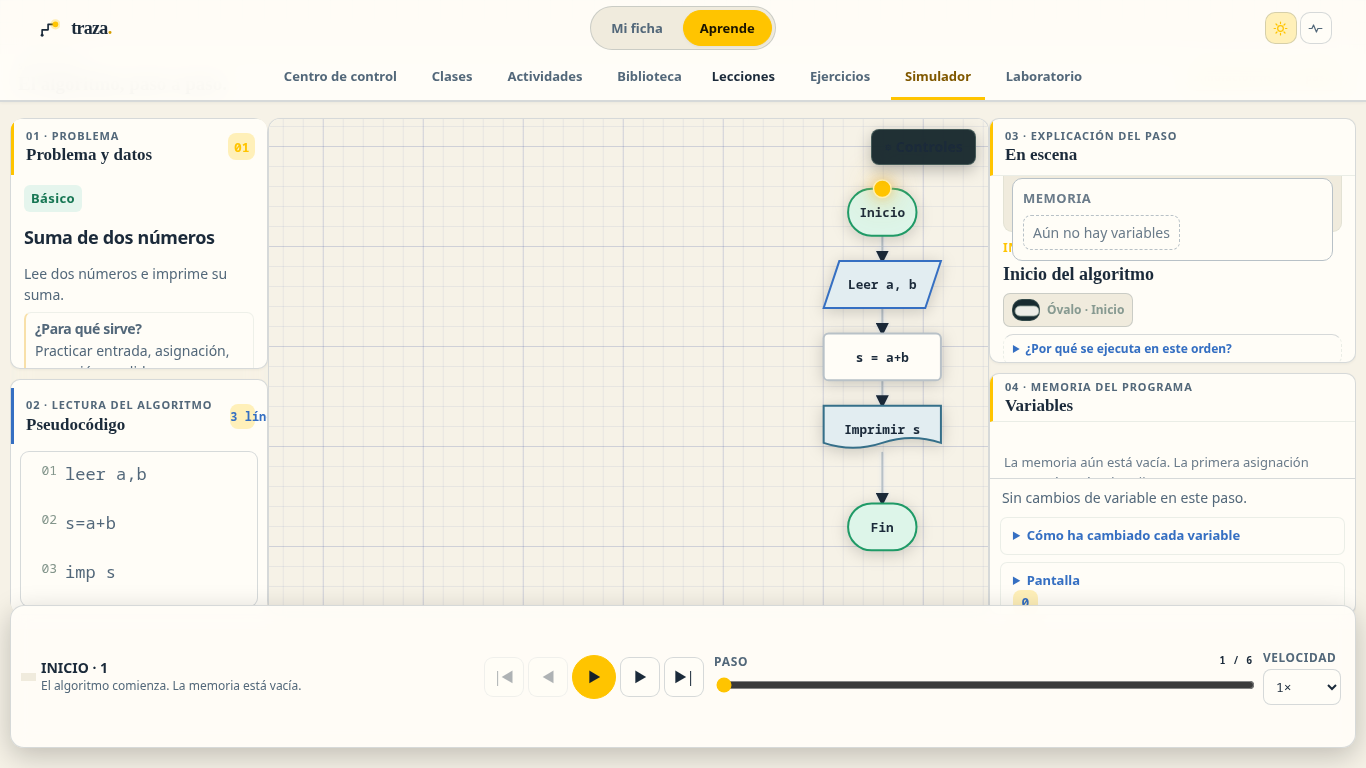 traza.
Mi ficha
Aprende
Centro de control
Clases
Actividades
Biblioteca
Lecciones
Ejercicios
Simulador
Laboratorio
01 · PROBLEMA
Problema y datos
01
Básico
Suma de dos números
Lee dos números e imprime su
suma.
¿Para qué sirve?
Practicar entrada, asignación,
02 · LECTURA DEL ALGORITMO
Pseudocódigo
3 lín
01 leer a,b
02 s=a+b
03 imp s
Controles
Inicio
Leer a, b
s = a+b
Imprimir s
Fin
03 · EXPLICACIÓN DEL PASO
En escena
MEMORIA
Aún no hay variables
Inicio del algoritmo
Óvalo · Inicio
¿Por qué se ejecuta en este orden?
04 · MEMORIA DEL PROGRAMA
Variables
La memoria aún está vacía. La primera asignación
Sin cambios de variable en este paso.
Cómo ha cambiado cada variable
Pantalla
0
INICIO · 1
El algoritmo comienza. La memoria está vacía.
PASO
1 / 6
VELOCIDAD
1×